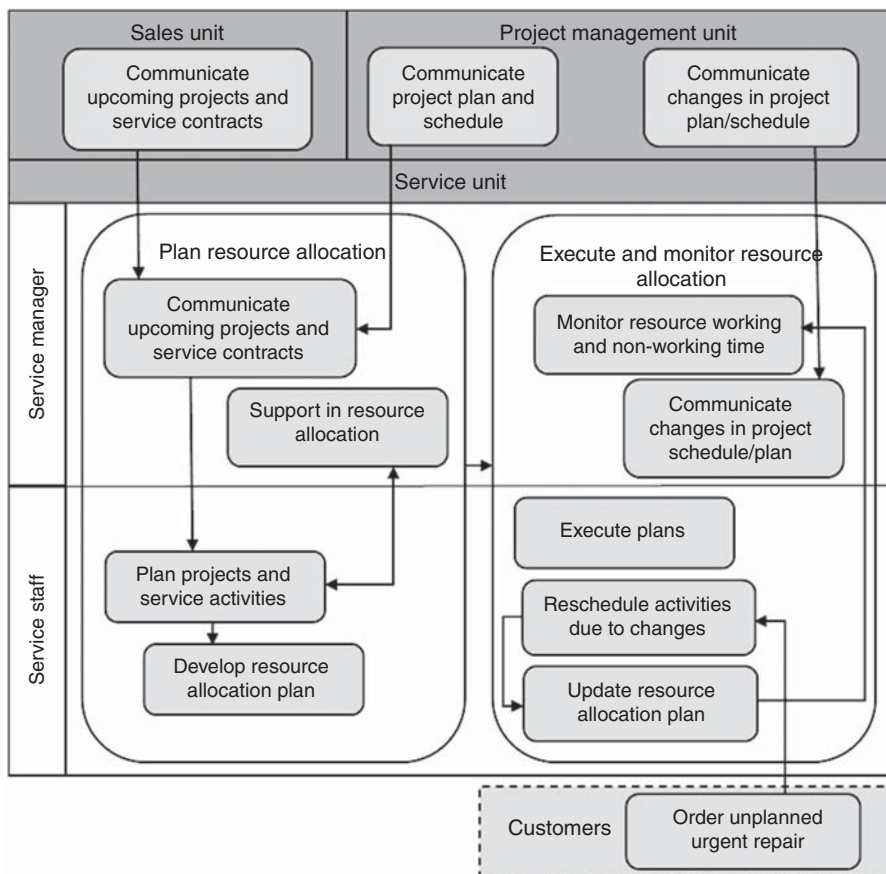 Sales unit
Project management unit
Communicate
upcoming projects and
service contracts
Communicate
project plan and
schedule
Communicate
changes in project
plan/schedule
Service unit
Service manager
Plan resource allocation
Communicate
upcoming projects and
service contracts
Support in resource
allocation
Execute and monitor resource
allocation
Monitor resource working
and non-working time
Communicate
changes in project
schedule/plan
Service staff
Plan projects and
service activities
Develop resource
allocation plan
Execute plans
Reschedule activities
due to changes
Update resource
allocation plan
Customers
Order unplanned
urgent repair